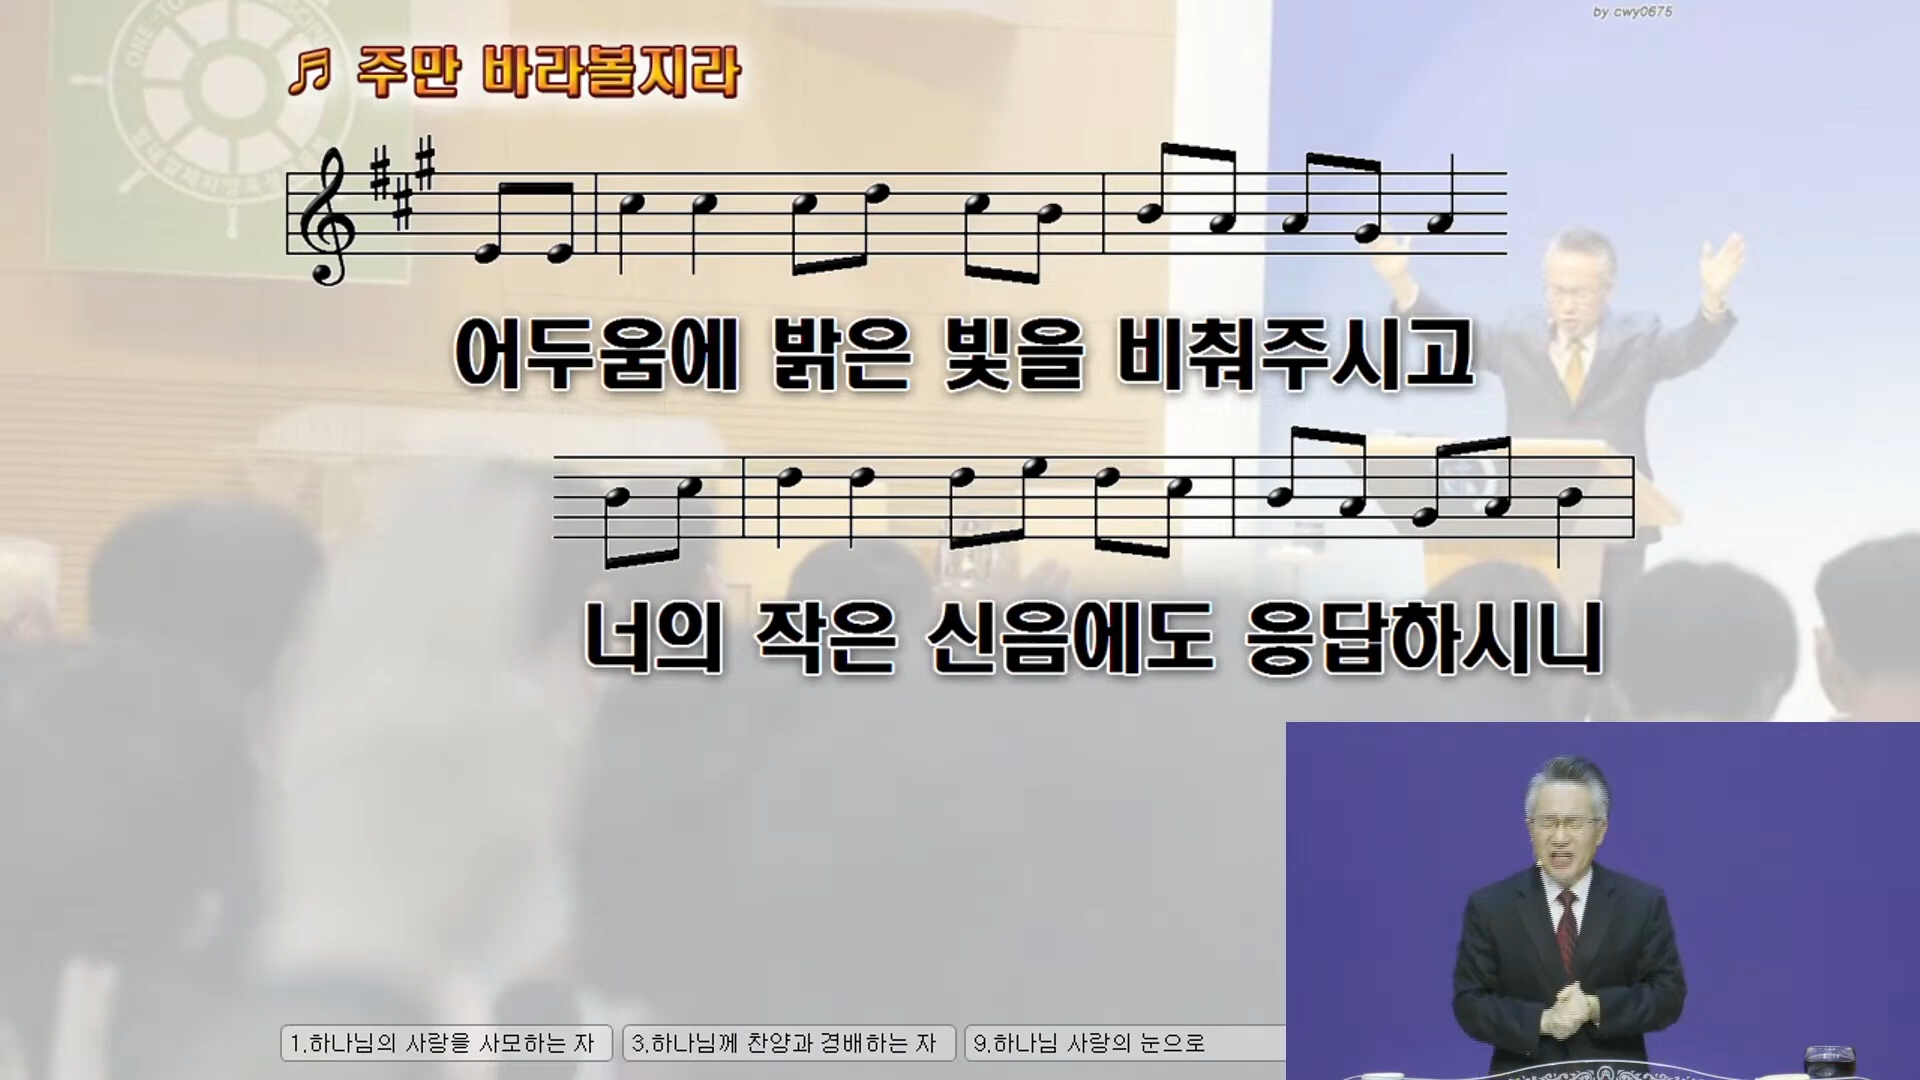 by cwy0675
주만 바라볼지라
어두움에 밝은 빛을 비춰주시고
너의 작은 신음에도 응답하시니
1.하나님의 사랑을 사모하는 자
3.하나님께 찬양과 경배하는 자
9.하나님 사랑의 눈으로